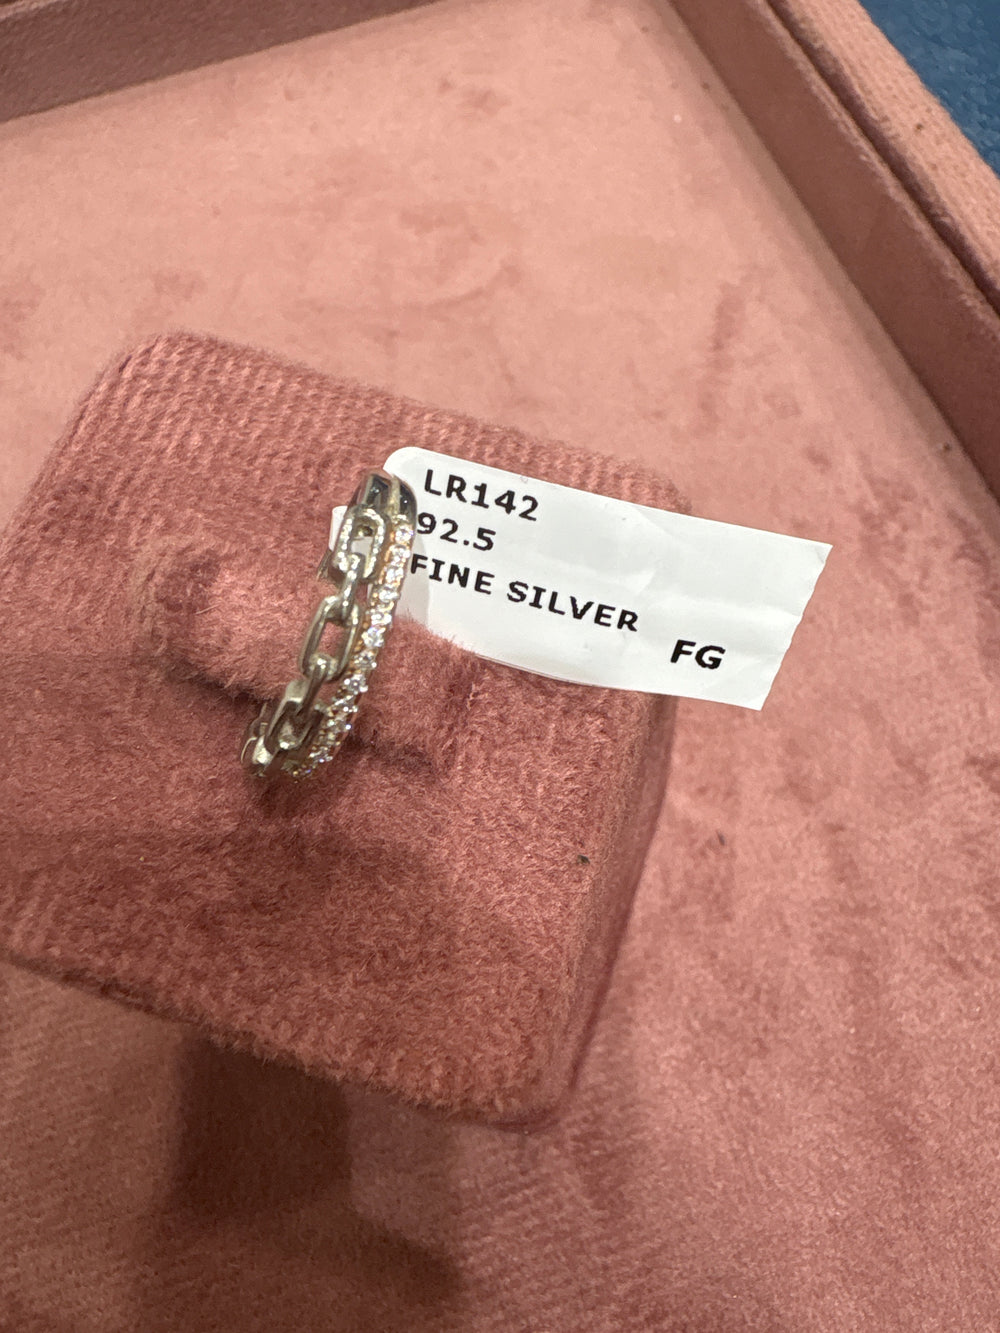 LR142
92.5
FINE SILVER
FG